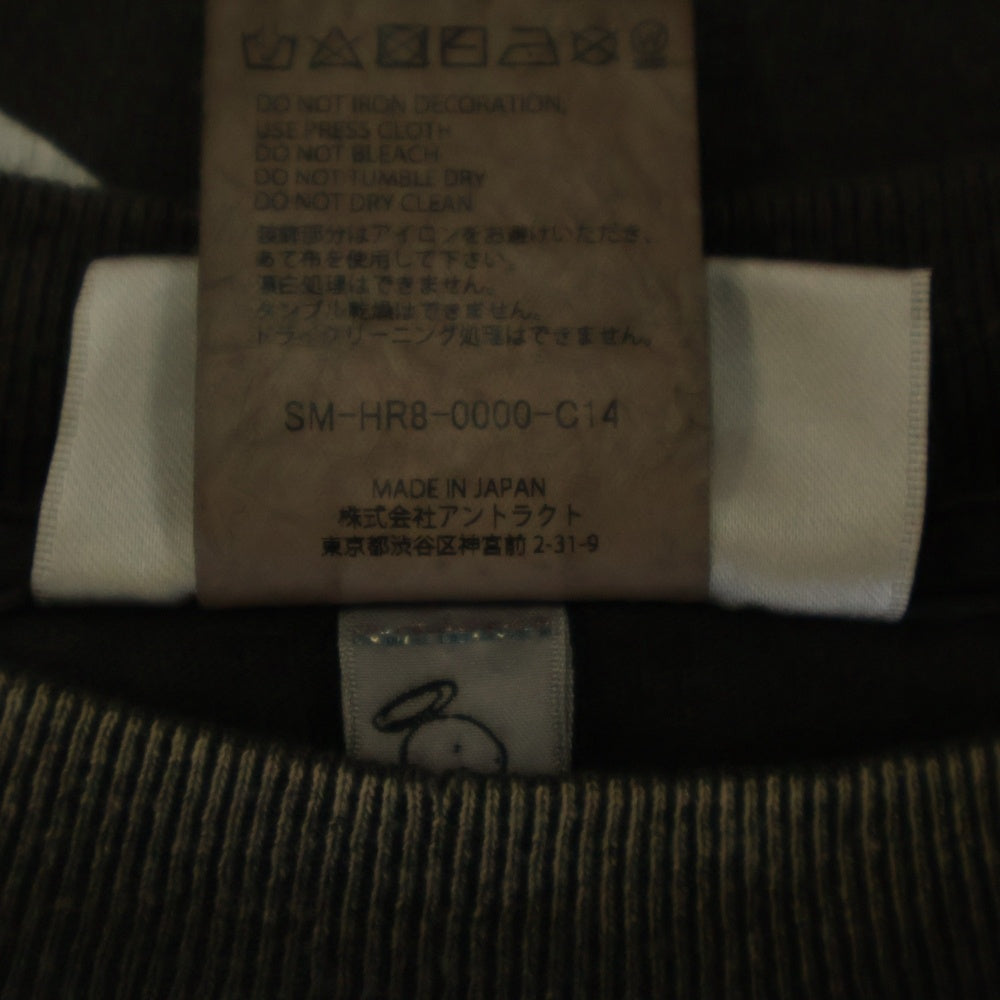 DO NOT IRON DECORATION,
USE PRESS CLOTH
DO NOT BLEACH
DO NOT TUMBLE DRY
DO NOT DRY CLEAN
装飾部分はアイロンをお避けいただき、
あて布を使用して下さい。
漂白処理はできません。
タンブル乾燥はできません。
ドライクリーニング処理はできません。
SM-HR8-0000-C14
MADE IN JAPAN
株式会社アントラクト
東京都渋谷区神宮前 2-31-9